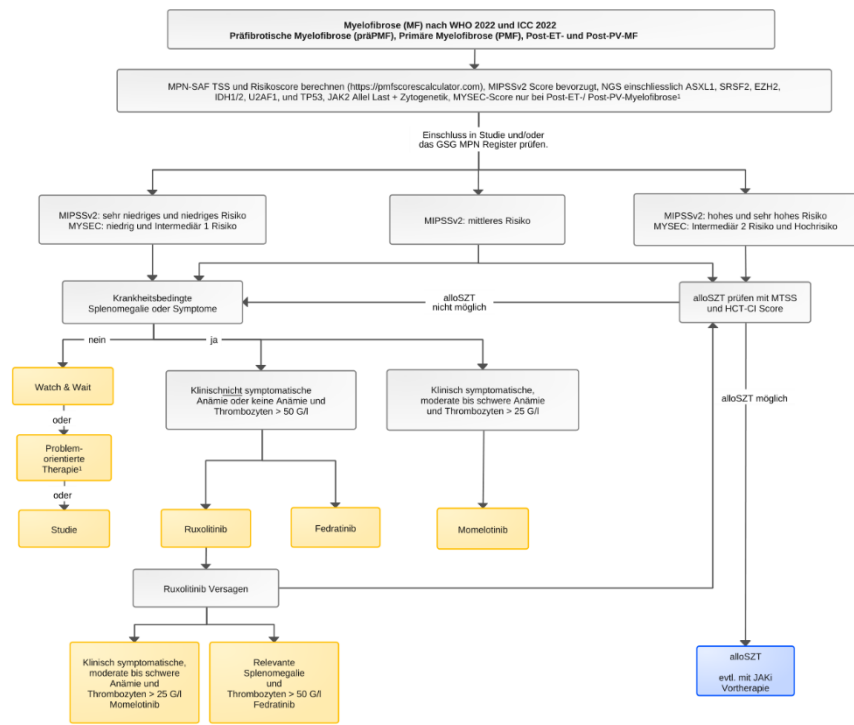 Myelofibrose (MF) nach WHO 2022 und ICC 2022
Präfibrotische Myelofibrose (präPMF), Primäre Myelofibrose (PMF), Post-ET- und Post-PV-MF
MPN-SAF TSS und Risikoscore berechnen (https://pmfscorescalculator.com), MIPSSv2 Score bevorzugt, NGS einschliesslich ASXL1, SRSF2, EZH2,
IDH1/2, U2AF1, und TP53, JAK2 Allel Last + Zytogenetik, MYSEC-Score nur bei Post-ET-/ Post-PV-Myelofibrose¹
Einschluss in Studie und/oder
das GSG MPN Register prüfen.
MIPSSv2: sehr niedriges und niedriges Risiko
MYSEC: niedrig und Intermediär 1 Risiko
MIPSSv2: mittleres Risiko
MIPSSv2: hohes und sehr hohes Risiko
MYSEC: Intermediär 2 Risiko und Hochrisiko
Krankheitsbedingte
Splenomegalie oder Symptome
alloSZT
nicht möglich
alloSZT prüfen mit MTSS
und HCT-CI Score
nein
ja
Watch & Wait
Klinischnicht symptomatische
Anämie oder keine Anämie und
Thrombozyten > 50 G/l
Klinisch symptomatische,
moderate bis schwere Anämie
und Thrombozyten > 25 G/l
alloSZT möglich
oder
Problem-
orientierte
Therapie¹
oder
Studie
Ruxolitinib
Fedratinib
Momelotinib
Ruxolitinib Versagen
Klinisch symptomatische,
moderate bis schwere
Anämie und
Thrombozyten > 25 G/l
Momelotinib
Relevante
Splenomegalie
und
Thrombozyten > 50 G/l
Fedratinib
alloSZT
evtl. mit JAKi
Vortherapie